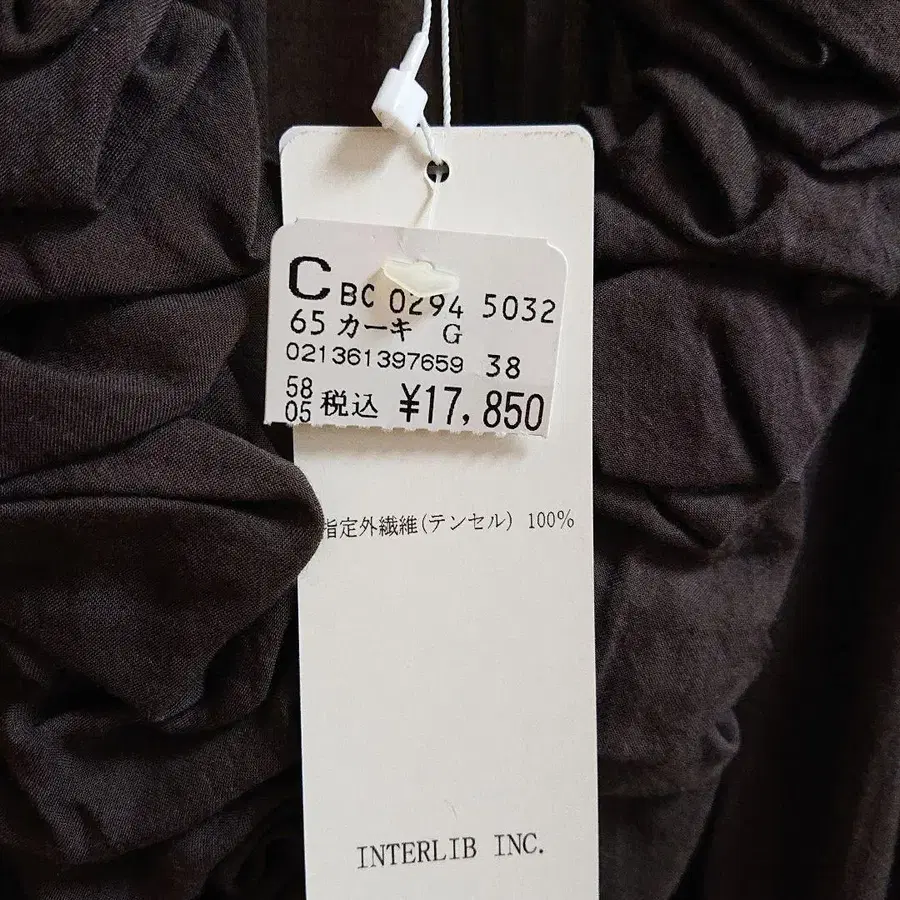 C BC 0294 5032
65 カーキ G
021361397659 38
58
05 税込 ¥17,850
指定外繊維(テンセル) 100%
INTERLIB INC.